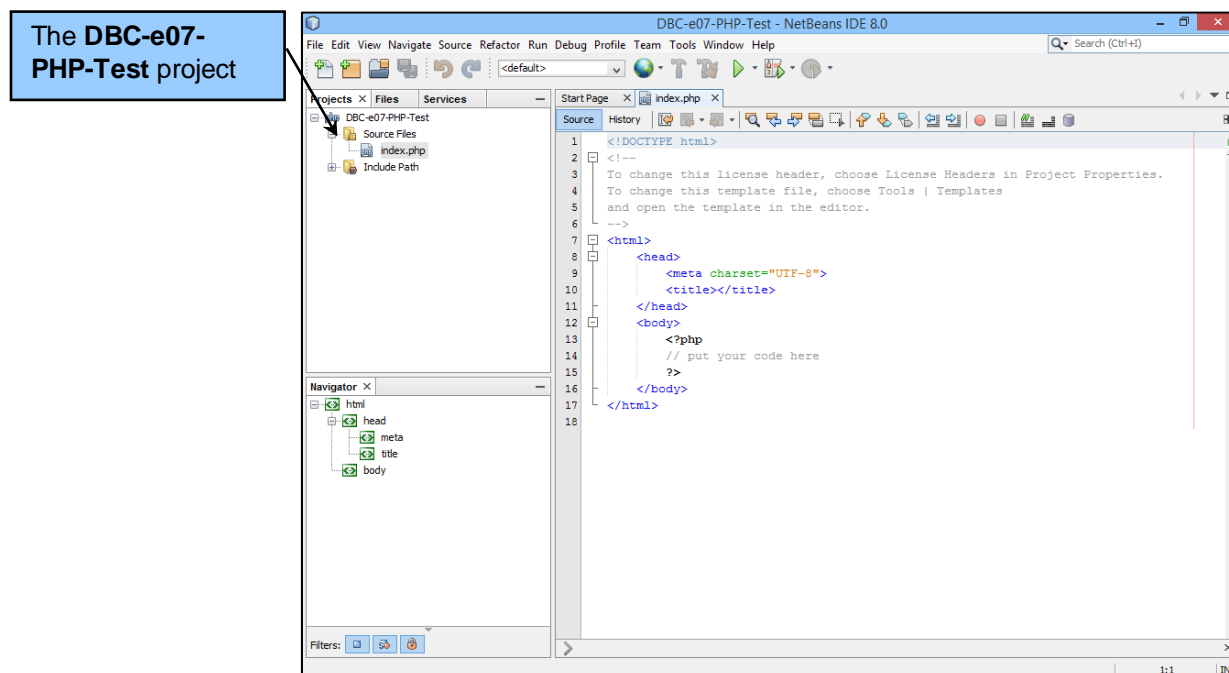 The DBC-e07-
PHP-Test project
DBC-e07-PHP-Test - NetBeans IDE 8.0
File Edit View Navigate Source Refactor Run Debug Profile Team Tools Window Help
Search (Ctrl+I)
<default>
Projects Files Services
DBC-e07-PHP-Test
Source Files
index.php
Include Path
Start Page index.php
Source History
1 <!DOCTYPE html>
2 <!--
3 To change this license header, choose License Headers in Project Properties.
4 To change this template file, choose Tools | Templates
5 and open the template in the editor.
6 -->
7 <html>
8 <head>
9 <meta charset="UTF-8">
10 <title></title>
11 </head>
12 <body>
13 <?php
14 // put your code here
15 ?>
16 </body>
17 </html>
18
Navigator
html
head
meta
title
body
Filters:
1:1